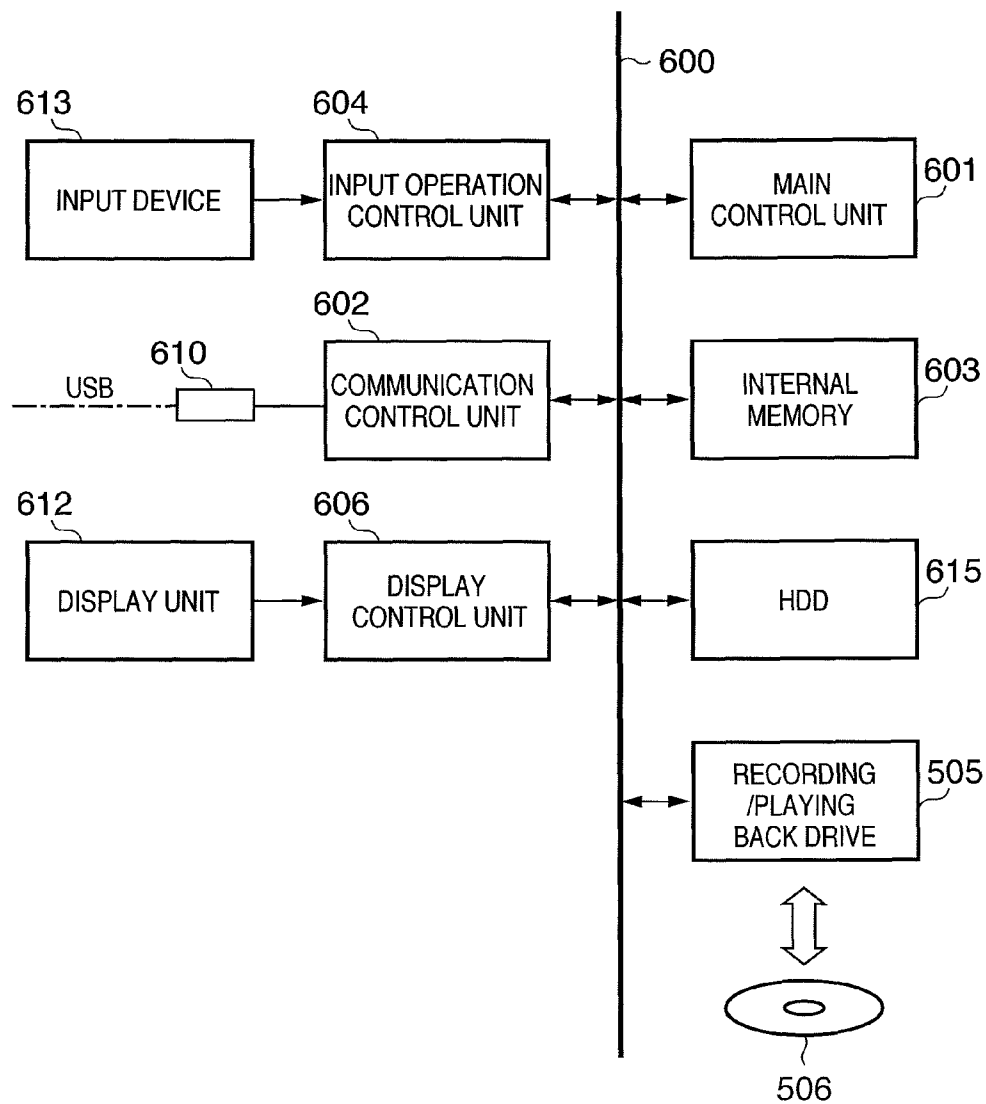 600
613
INPUT DEVICE
604
INPUT OPERATION
CONTROL UNIT
MAIN
CONTROL UNIT
601
602
610
USB
COMMUNICATION
CONTROL UNIT
INTERNAL
MEMORY
603
612
DISPLAY UNIT
606
DISPLAY
CONTROL UNIT
HDD
615
RECORDING
/PLAYING
BACK DRIVE
505
506